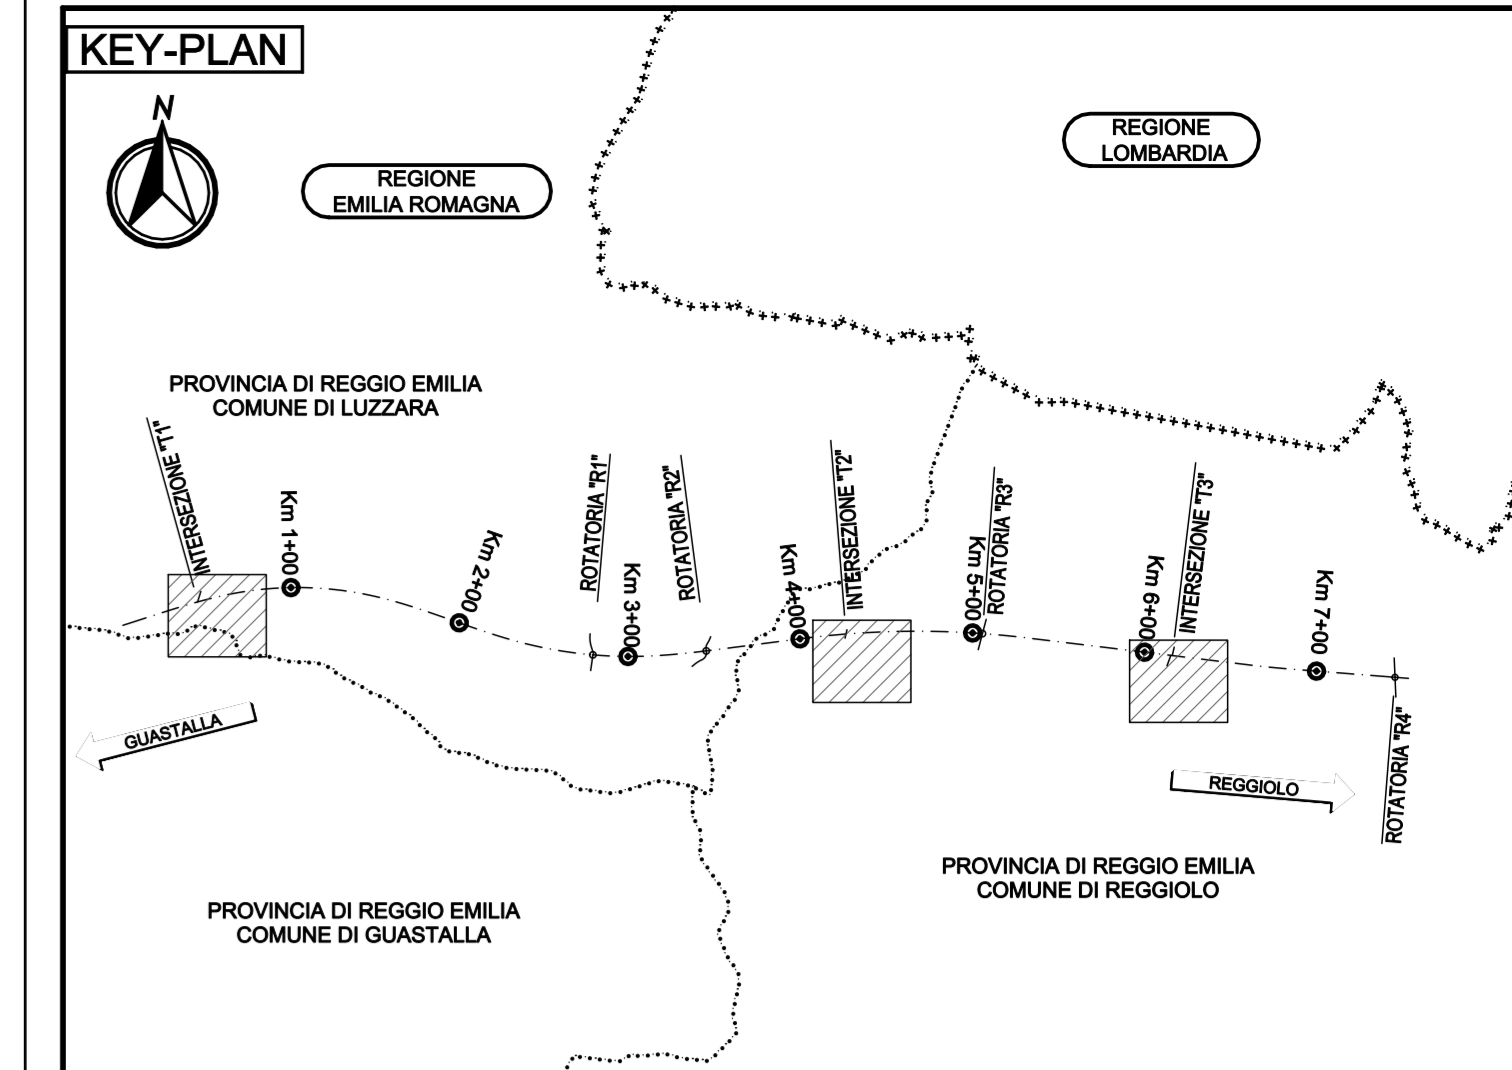 KEY-PLAN
N
REGIONE
EMILIA ROMAGNA
REGIONE
LOMBARDIA
PROVINCIA DI REGGIO EMILIA
COMUNE DI LUZZARA
INTERSEZIONE "T1"
Km 1+00
Km 2+00
ROTATORIA "R1"
Km 3+00
ROTATORIA "R2"
Km 4+00
INTERSEZIONE "T2"
Km 5+00
ROTATORIA "R3"
Km 6+00
INTERSEZIONE "T3"
Km 7+00
ROTATORIA "R4"
GUASTALLA
REGGIOLO
PROVINCIA DI REGGIO EMILIA
COMUNE DI REGGIOLO
PROVINCIA DI REGGIO EMILIA
COMUNE DI GUASTALLA